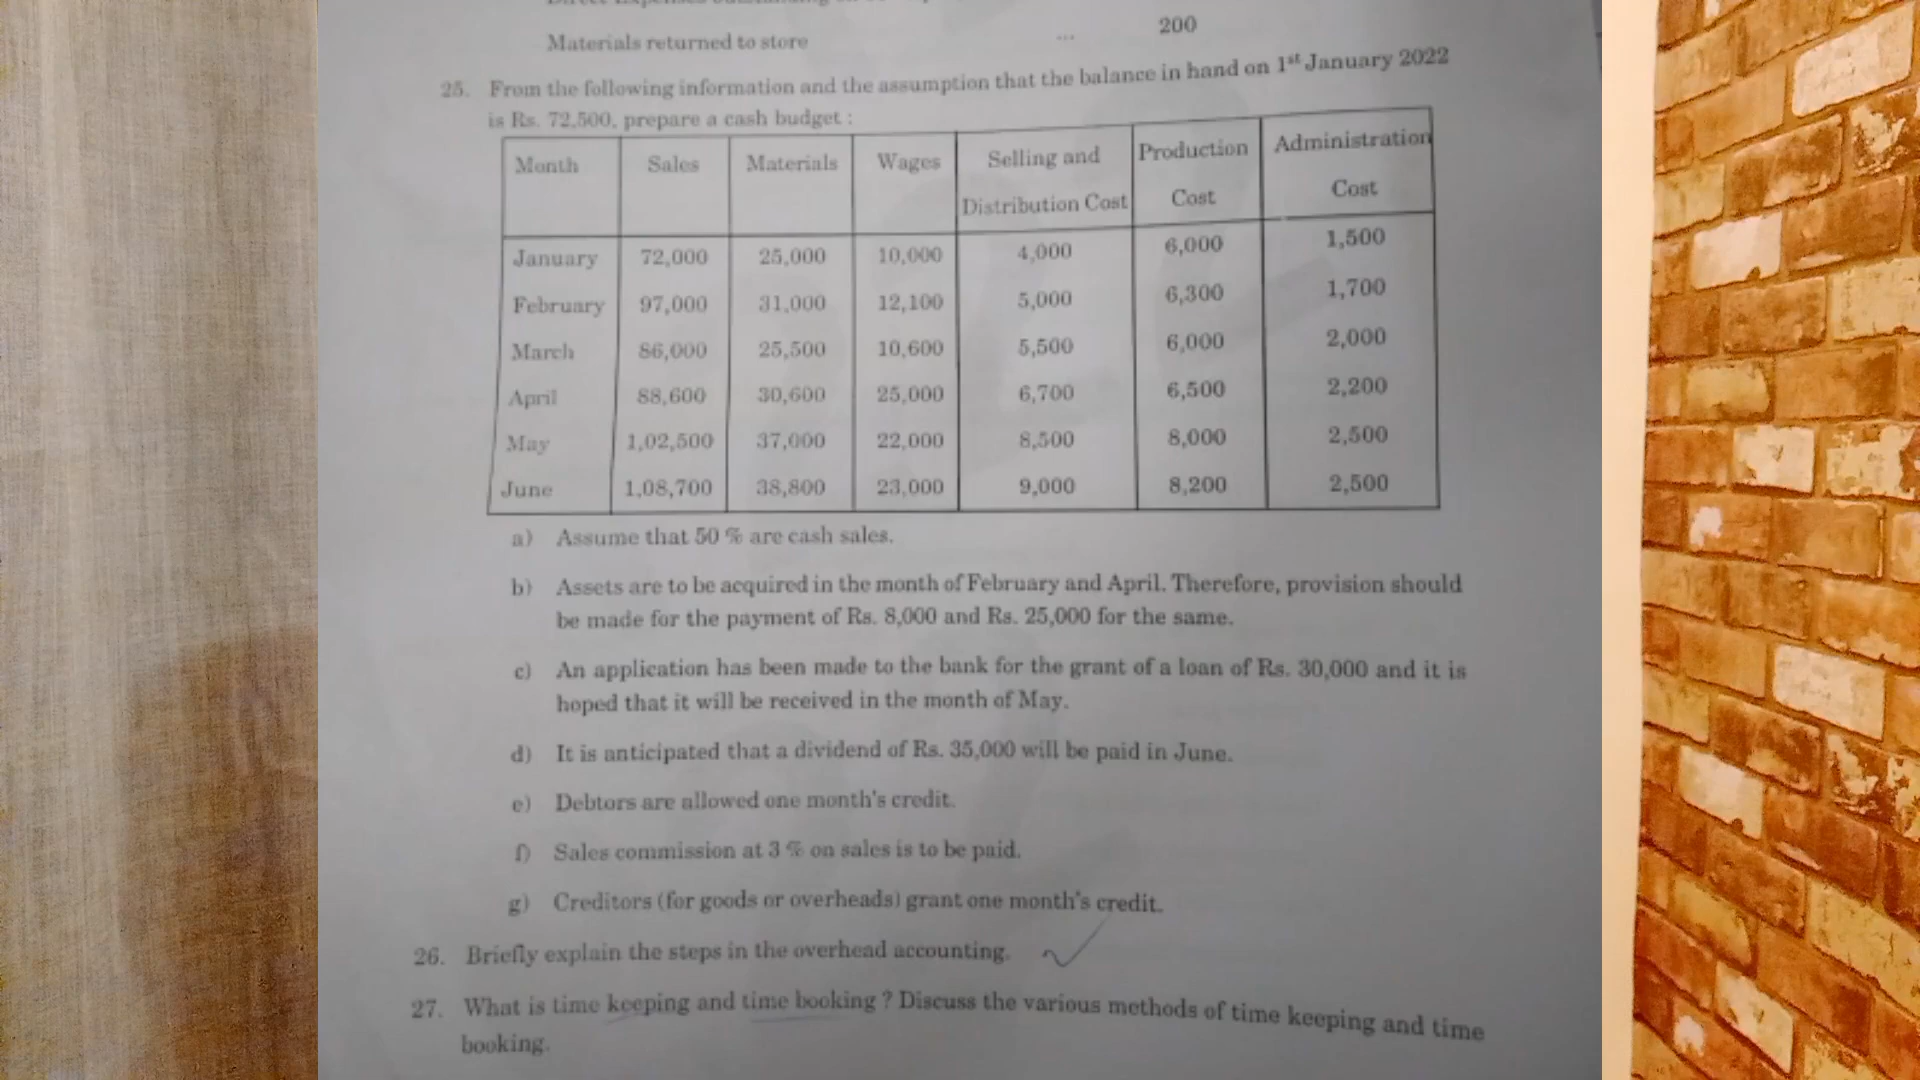 Materials returned to store ... 200
25. From the following information and the assumption that the balance in hand on 1st January 2022
is Rs. 72,500, prepare a cash budget :
Month Sales Materials Wages Selling and Distribution Cost Production Cost Administration Cost
January 72,000 25,000 10,000 4,000 6,000 1,500
February 97,000 31,000 12,100 5,000 6,300 1,700
March 86,000 25,500 10,600 5,500 6,000 2,000
April 88,600 30,600 25,000 6,700 6,500 2,200
May 1,02,500 37,000 22,000 8,500 8,000 2,500
June 1,08,700 38,800 23,000 9,000 8,200 2,500
a) Assume that 50 % are cash sales.
b) Assets are to be acquired in the month of February and April. Therefore, provision should
be made for the payment of Rs. 8,000 and Rs. 25,000 for the same.
c) An application has been made to the bank for the grant of a loan of Rs. 30,000 and it is
hoped that it will be received in the month of May.
d) It is anticipated that a dividend of Rs. 35,000 will be paid in June.
e) Debtors are allowed one month's credit.
f) Sales commission at 3 % on sales is to be paid.
g) Creditors (for goods or overheads) grant one month's credit.
26. Briefly explain the steps in the overhead accounting.
27. What is time keeping and time booking ? Discuss the various methods of time keeping and time
booking.